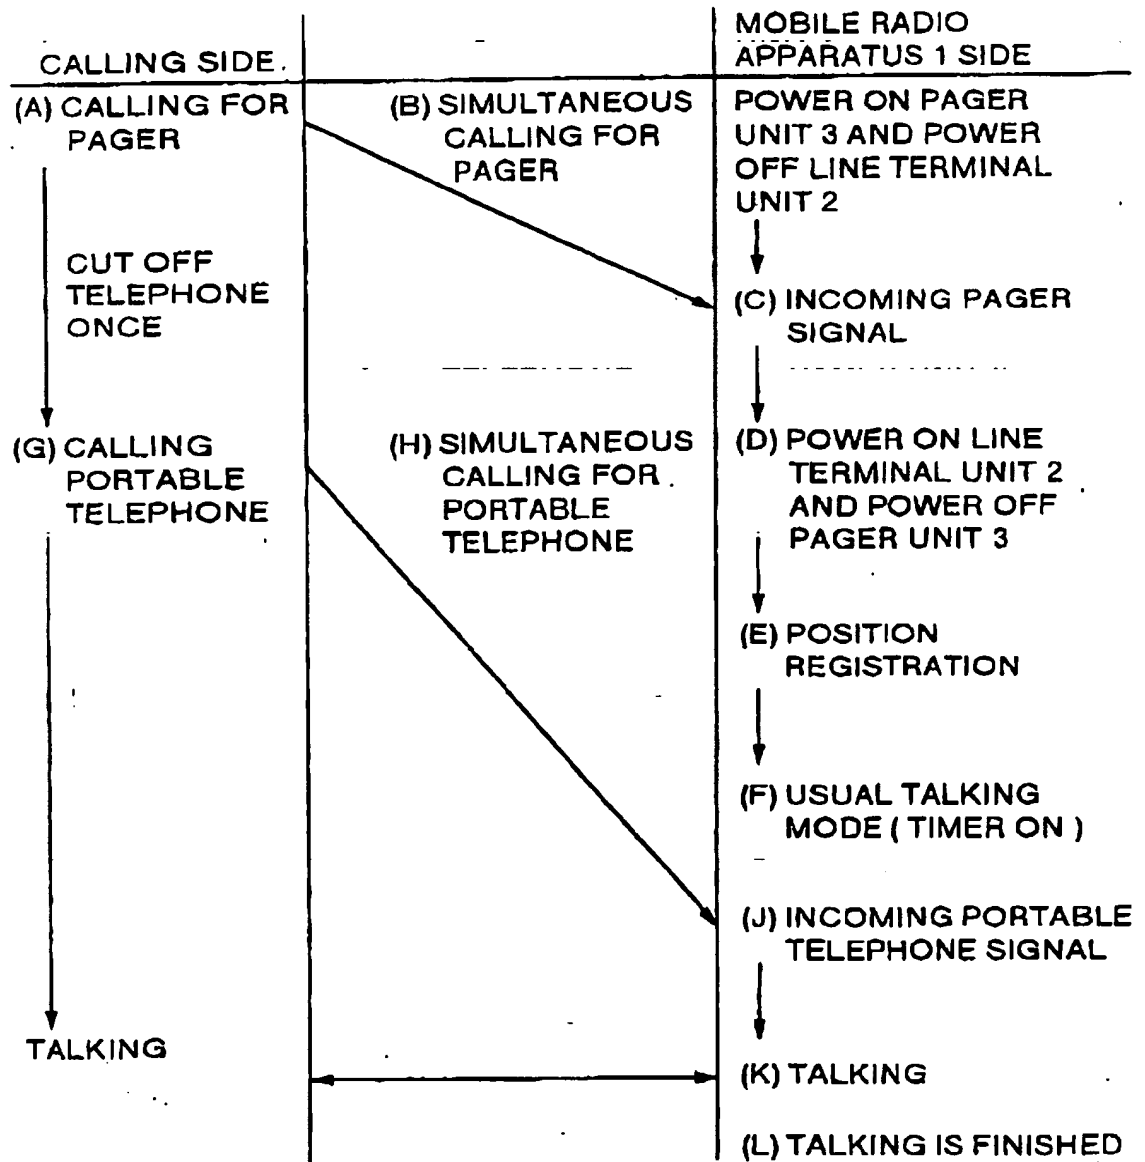 CALLING SIDE.
MOBILE RADIO
APPARATUS 1 SIDE
(A) CALLING FOR
PAGER
CUT OFF
TELEPHONE
ONCE
(G) CALLING
PORTABLE
TELEPHONE
TALKING
(B) SIMULTANEOUS
CALLING FOR
PAGER
(H) SIMULTANEOUS
CALLING FOR
PORTABLE
TELEPHONE
POWER ON PAGER
UNIT 3 AND POWER
OFF LINE TERMINAL
UNIT 2
(C) INCOMING PAGER
SIGNAL
(D) POWER ON LINE
TERMINAL UNIT 2
AND POWER OFF
PAGER UNIT 3
(E) POSITION
REGISTRATION
(F) USUAL TALKING
MODE ( TIMER ON )
(J) INCOMING PORTABLE
TELEPHONE SIGNAL
(K) TALKING
(L) TALKING IS FINISHED